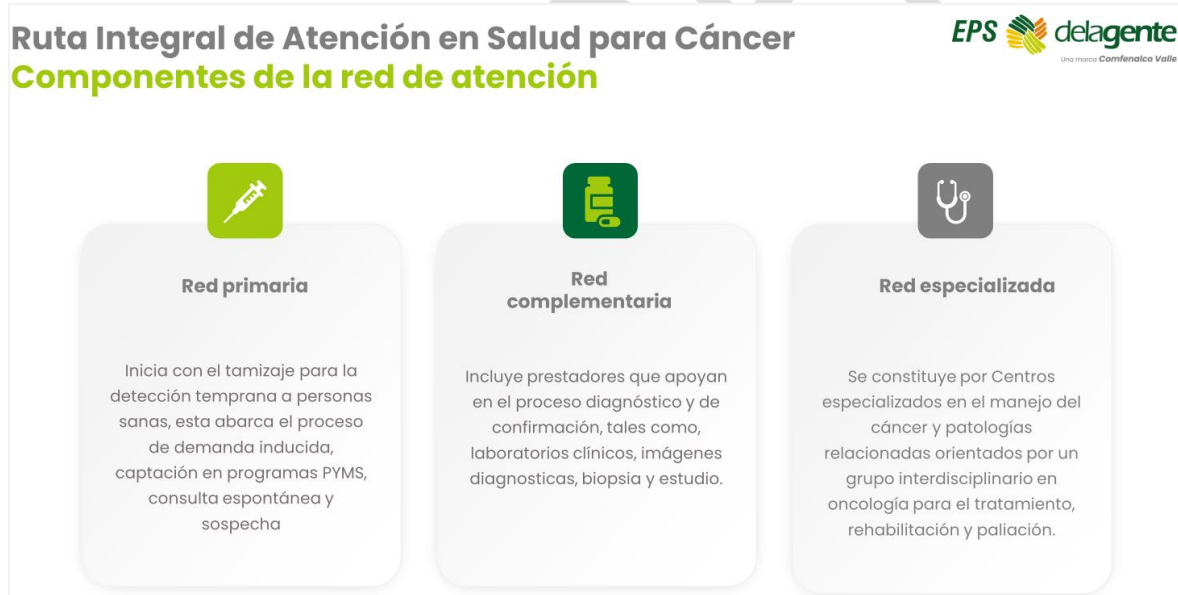 Ruta Integral de Atención en Salud para Cáncer
Componentes de la red de atención
EPS delagente
Una marca Comfenalco Valle
Red primaria
Inicia con el tamizaje para la
detección temprana a personas
sanas, esta abarca el proceso
de demanda inducida,
captación en programas PYMS,
consulta espontánea y
sospecha
Red
complementaria
Incluye prestadores que apoyan
en el proceso diagnóstico y de
confirmación, tales como,
laboratorios clínicos, imágenes
diagnosticas, biopsia y estudio.
Red especializada
Se constituye por Centros
especializados en el manejo del
cáncer y patologías
relacionadas orientados por un
grupo interdisciplinario en
oncología para el tratamiento,
rehabilitación y paliación.